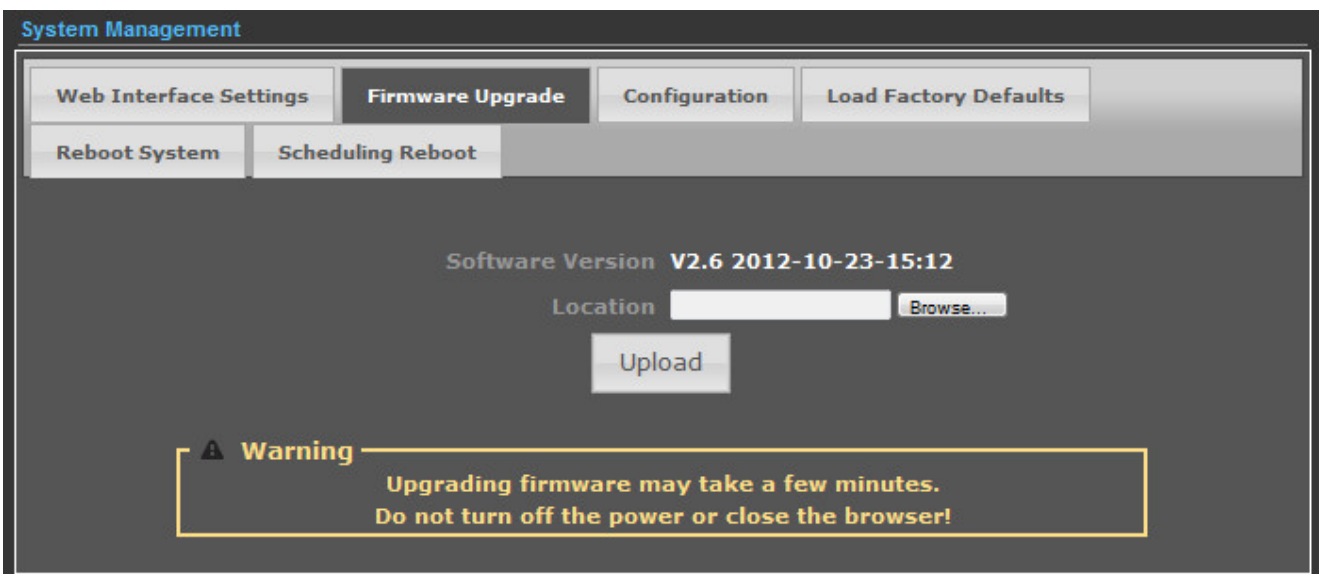 System Management
Web Interface Settings Firmware Upgrade Configuration Load Factory Defaults
Reboot System Scheduling Reboot
Software Version V2.6 2012-10-23-15:12
Location Browse...
Upload
Warning
Upgrading firmware may take a few minutes.
Do not turn off the power or close the browser!